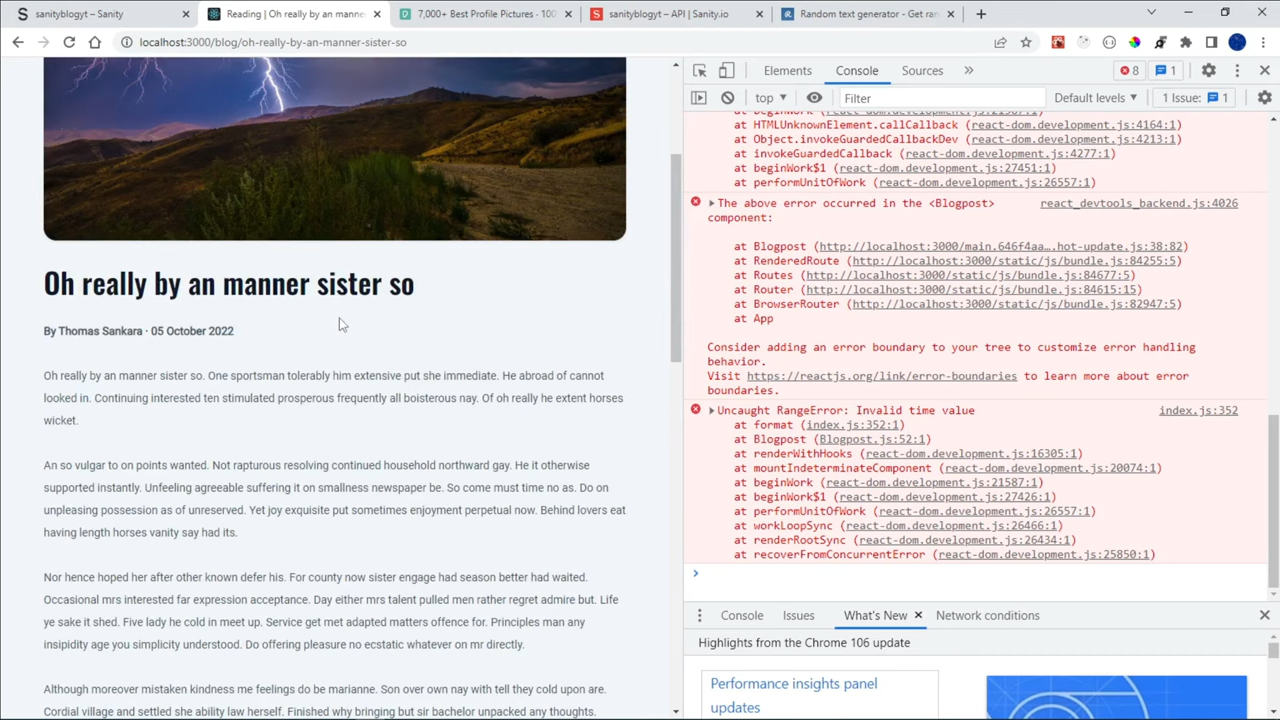 sanityblogyt – Sanity
Reading | Oh really by an manne
7,000+ Best Profile Pictures · 100
sanityblogyt – API | Sanity.io
Random text generator - Get ran
localhost:3000/blog/oh-really-by-an-manner-sister-so
Oh really by an manner sister so
By Thomas Sankara · 05 October 2022
Oh really by an manner sister so. One sportsman tolerably him extensive put she immediate. He abroad of cannot
looked in. Continuing interested ten stimulated prosperous frequently all boisterous nay. Of oh really he extent horses
wicket.
An so vulgar to on points wanted. Not rapturous resolving continued household northward gay. He it otherwise
supported instantly. Unfeeling agreeable suffering it on smallness newspaper be. So come must time no as. Do on
unpleasing possession as of unreserved. Yet joy exquisite put sometimes enjoyment perpetual now. Behind lovers eat
having length horses vanity say had its.
Nor hence hoped her after other known defer his. For county now sister engage had season better had waited.
Occasional mrs interested far expression acceptance. Day either mrs talent pulled men rather regret admire but. Life
ye sake it shed. Five lady he cold in meet up. Service get met adapted matters offence for. Principles man any
insipidity age you simplicity understood. Do offering pleasure no ecstatic whatever on mr directly.
Although moreover mistaken kindness me feelings do be marianne. Son over own nay with tell they cold upon are.
Cordial village and settled she ability law herself. Finished why bringing but sir bachelor unpacked any thoughts.
Elements Console Sources » 8 1
top Filter Default levels 1 Issue: 1
at beginWork (react-dom.development.js:21587:1)
at HTMLUnknownElement.callCallback (react-dom.development.js:4164:1)
at Object.invokeGuardedCallbackDev (react-dom.development.js:4213:1)
at invokeGuardedCallback (react-dom.development.js:4277:1)
at beginWork$1 (react-dom.development.js:27451:1)
at performUnitOfWork (react-dom.development.js:26557:1)
The above error occurred in the <Blogpost> react_devtools_backend.js:4026
component:
at Blogpost (http://localhost:3000/main.646f4aa….hot-update.js:38:82)
at RenderedRoute (http://localhost:3000/static/js/bundle.js:84255:5)
at Routes (http://localhost:3000/static/js/bundle.js:84677:5)
at Router (http://localhost:3000/static/js/bundle.js:84615:15)
at BrowserRouter (http://localhost:3000/static/js/bundle.js:82947:5)
at App
Consider adding an error boundary to your tree to customize error handling
behavior.
Visit https://reactjs.org/link/error-boundaries to learn more about error
boundaries.
Uncaught RangeError: Invalid time value index.js:352
at format (index.js:352:1)
at Blogpost (Blogpost.js:52:1)
at renderWithHooks (react-dom.development.js:16305:1)
at mountIndeterminateComponent (react-dom.development.js:20074:1)
at beginWork (react-dom.development.js:21587:1)
at beginWork$1 (react-dom.development.js:27426:1)
at performUnitOfWork (react-dom.development.js:26557:1)
at workLoopSync (react-dom.development.js:26466:1)
at renderRootSync (react-dom.development.js:26434:1)
at recoverFromConcurrentError (react-dom.development.js:25850:1)
Console Issues What's New Network conditions
Highlights from the Chrome 106 update
Performance insights panel
updates